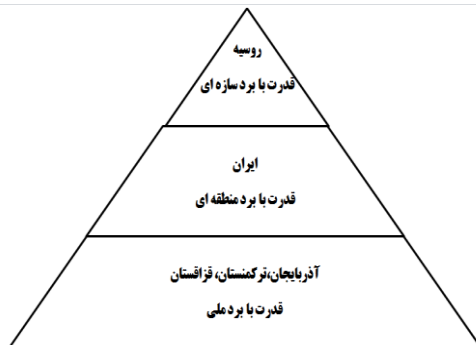 روسیه
قدرت با برد سازه ای
ایران
قدرت با برد منطقه ای
آذربایجان،ترکمنستان، قزاقستان
قدرت با برد ملی